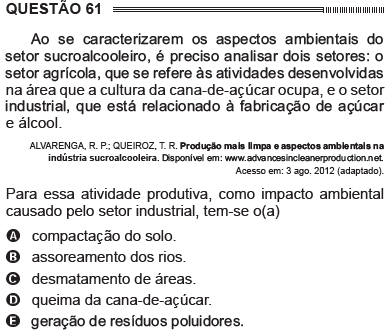 QUESTÃO 61
Ao se caracterizarem os aspectos ambientais do
setor sucroalcooleiro, é preciso analisar dois setores: o
setor agrícola, que se refere às atividades desenvolvidas
na área que a cultura da cana-de-açúcar ocupa, e o setor
industrial, que está relacionado à fabricação de açúcar
e álcool.
ALVARENGA, R. P.; QUEIROZ, T. R. Produção mais limpa e aspectos ambientais na
indústria sucroalcooleira. Disponível em: www.advancesincleanerproduction.net.
Acesso em: 3 ago. 2012 (adaptado).
Para essa atividade produtiva, como impacto ambiental
causado pelo setor industrial, tem-se o(a)
A compactação do solo.
B assoreamento dos rios.
C desmatamento de áreas.
D queima da cana-de-açúcar.
E geração de resíduos poluidores.